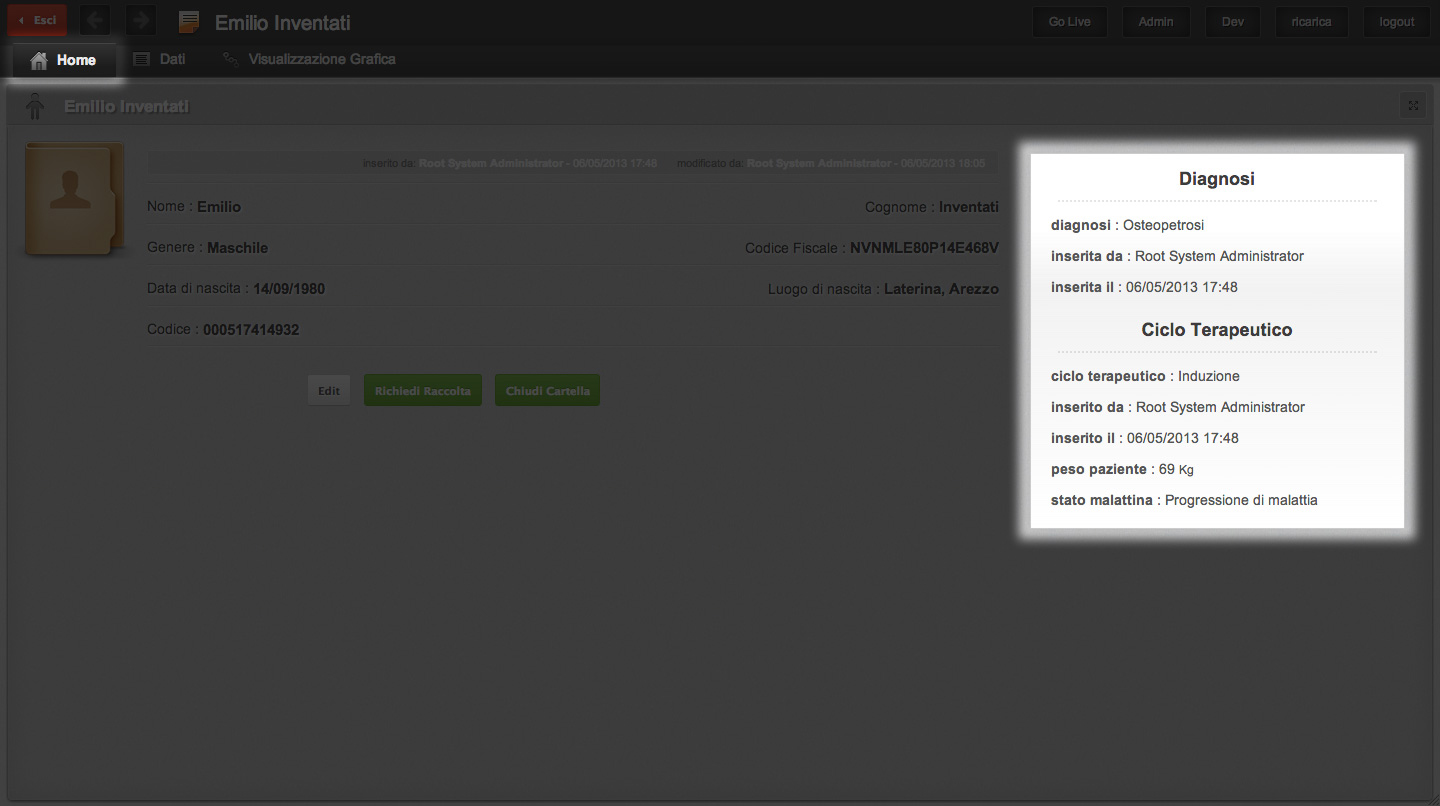 Esci
Emilio Inventati
Go Live
Admin
Dev
ricarica
logout
Home
Dati
Visualizzazione Grafica
Emilio Inventati
inserito da: Root System Administrator - 06/05/2013 17:48 modificato da: Root System Administrator - 06/05/2013 18:05
Nome : Emilio
Cognome : Inventati
Genere : Maschile
Codice Fiscale : NVNMLE80P14E468V
Data di nascita : 14/09/1980
Luogo di nascita : Laterina, Arezzo
Codice : 000517414932
Edit
Richiedi Raccolta
Chiudi Cartella
Diagnosi
diagnosi : Osteopetrosi
inserita da : Root System Administrator
inserita il : 06/05/2013 17:48
Ciclo Terapeutico
ciclo terapeutico : Induzione
inserito da : Root System Administrator
inserito il : 06/05/2013 17:48
peso paziente : 69 Kg
stato malattina : Progressione di malattia